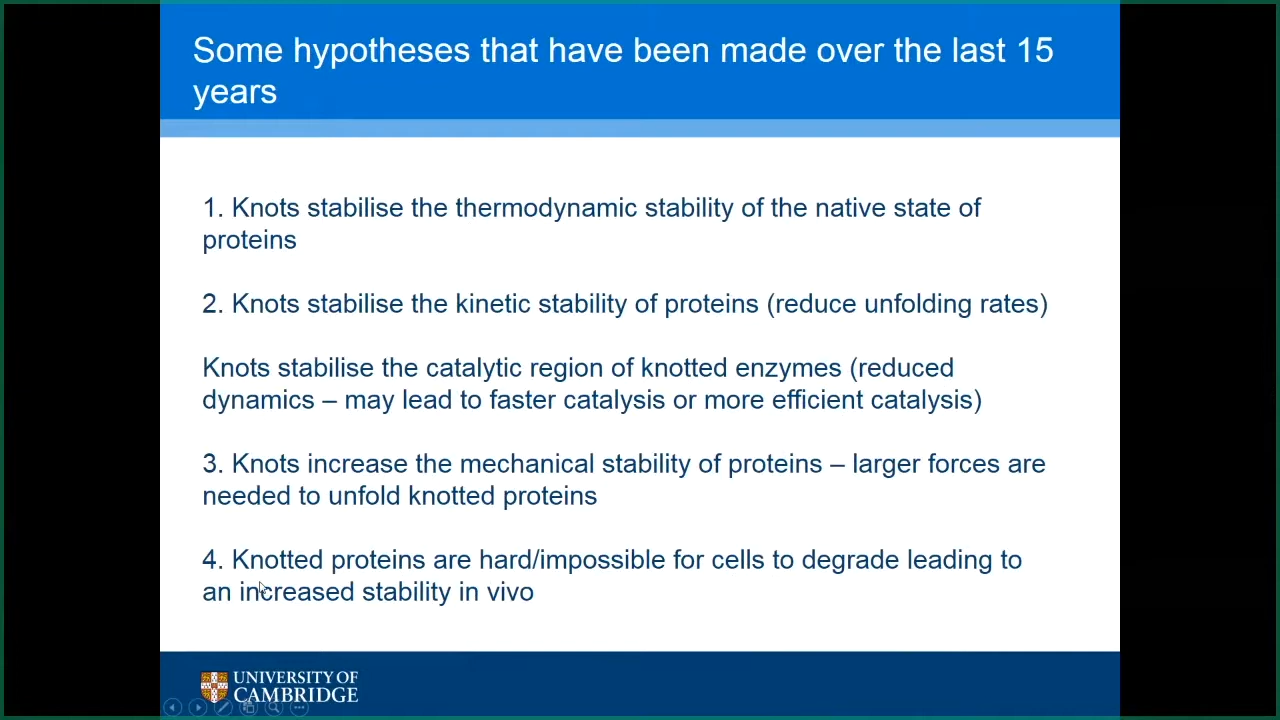 Some hypotheses that have been made over the last 15
years
1. Knots stabilise the thermodynamic stability of the native state of
proteins
2. Knots stabilise the kinetic stability of proteins (reduce unfolding rates)
Knots stabilise the catalytic region of knotted enzymes (reduced
dynamics – may lead to faster catalysis or more efficient catalysis)
3. Knots increase the mechanical stability of proteins – larger forces are
needed to unfold knotted proteins
4. Knotted proteins are hard/impossible for cells to degrade leading to
an increased stability in vivo
UNIVERSITY OF
CAMBRIDGE